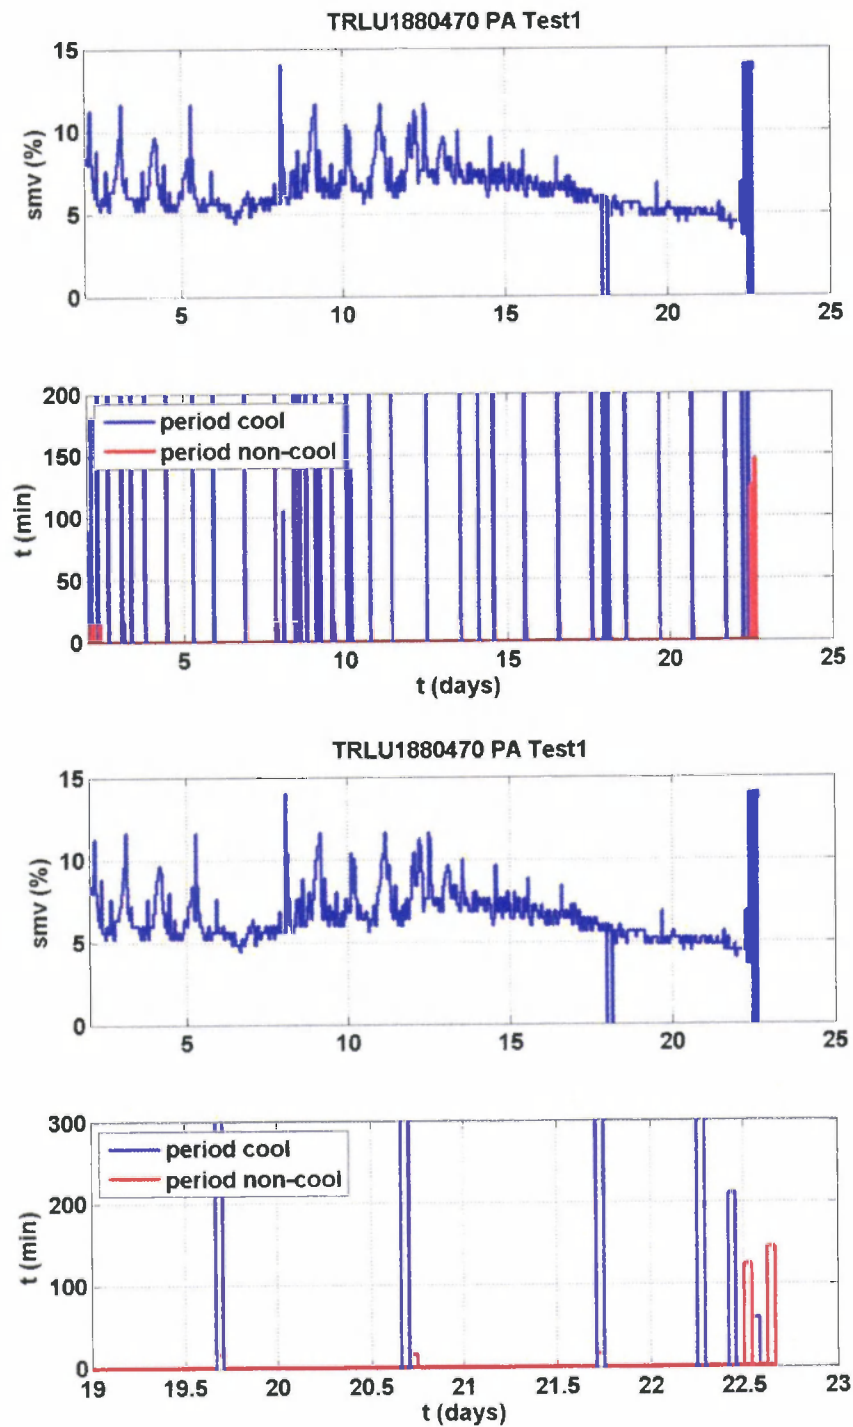 TRLU1880470 PA Test1
15
10
5
0
smv (%)
5 10 15 20 25
200
150
100
50
0
t (min)
period cool
period non-cool
5 10 15 20 25
t (days)
TRLU1880470 PA Test1
15
10
5
0
smv (%)
5 10 15 20 25
300
200
100
0
t (min)
period cool
period non-cool
19 19.5 20 20.5 21 21.5 22 22.5 23
t (days)